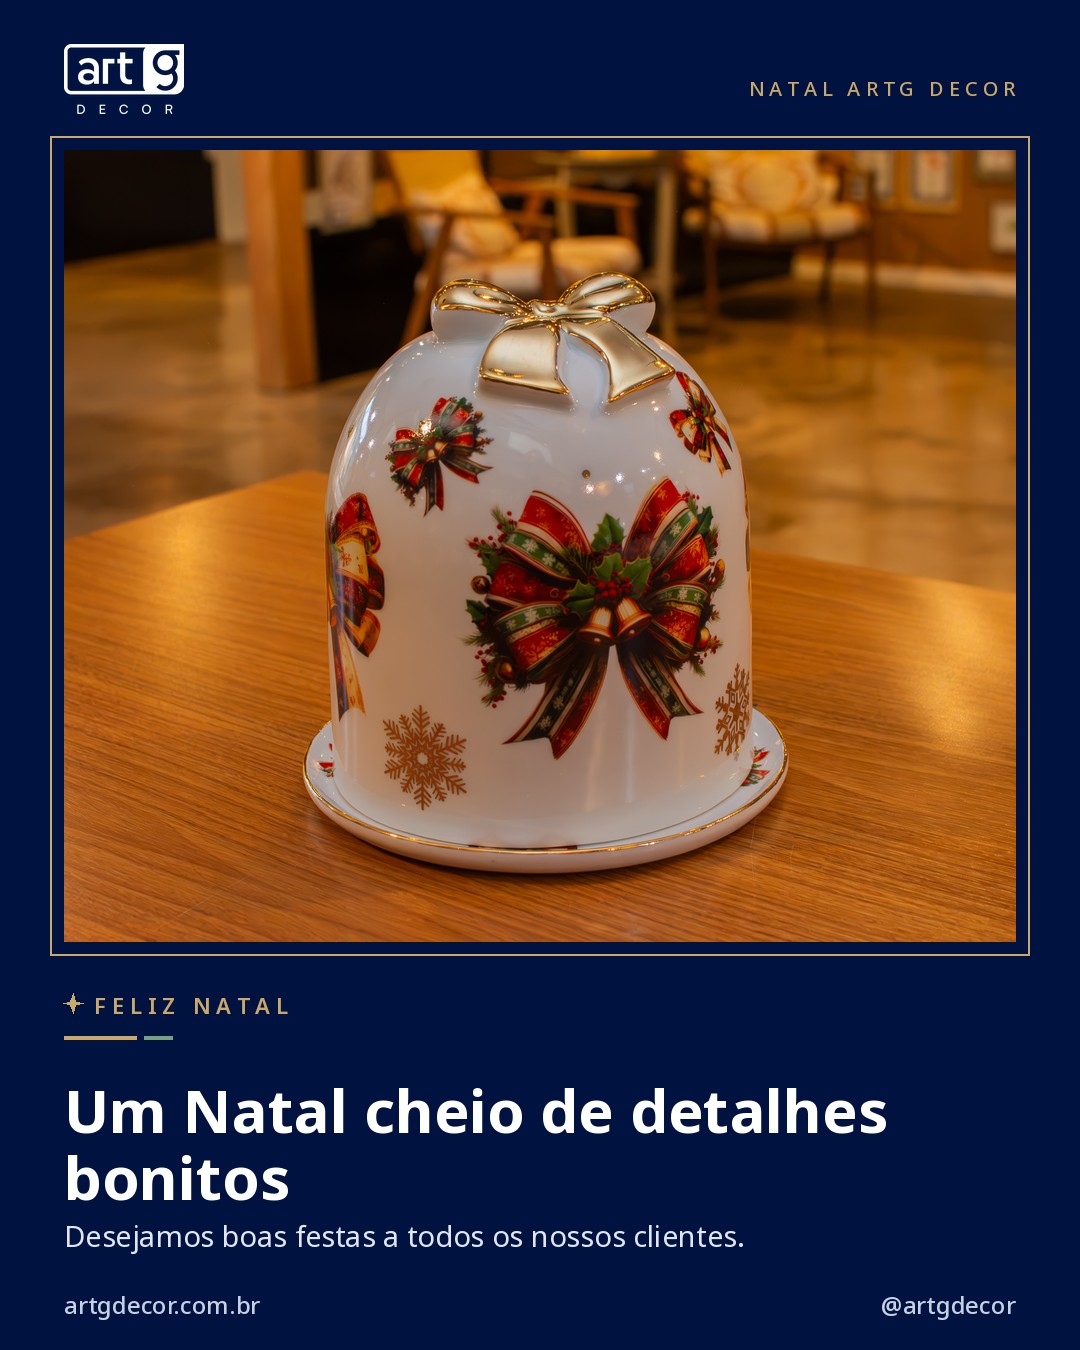 art g
DECOR
NATAL ARTG DECOR
FELIZ NATAL
Um Natal cheio de detalhes
bonitos
Desejamos boas festas a todos os nossos clientes.
artgdecor.com.br
@artgdecor